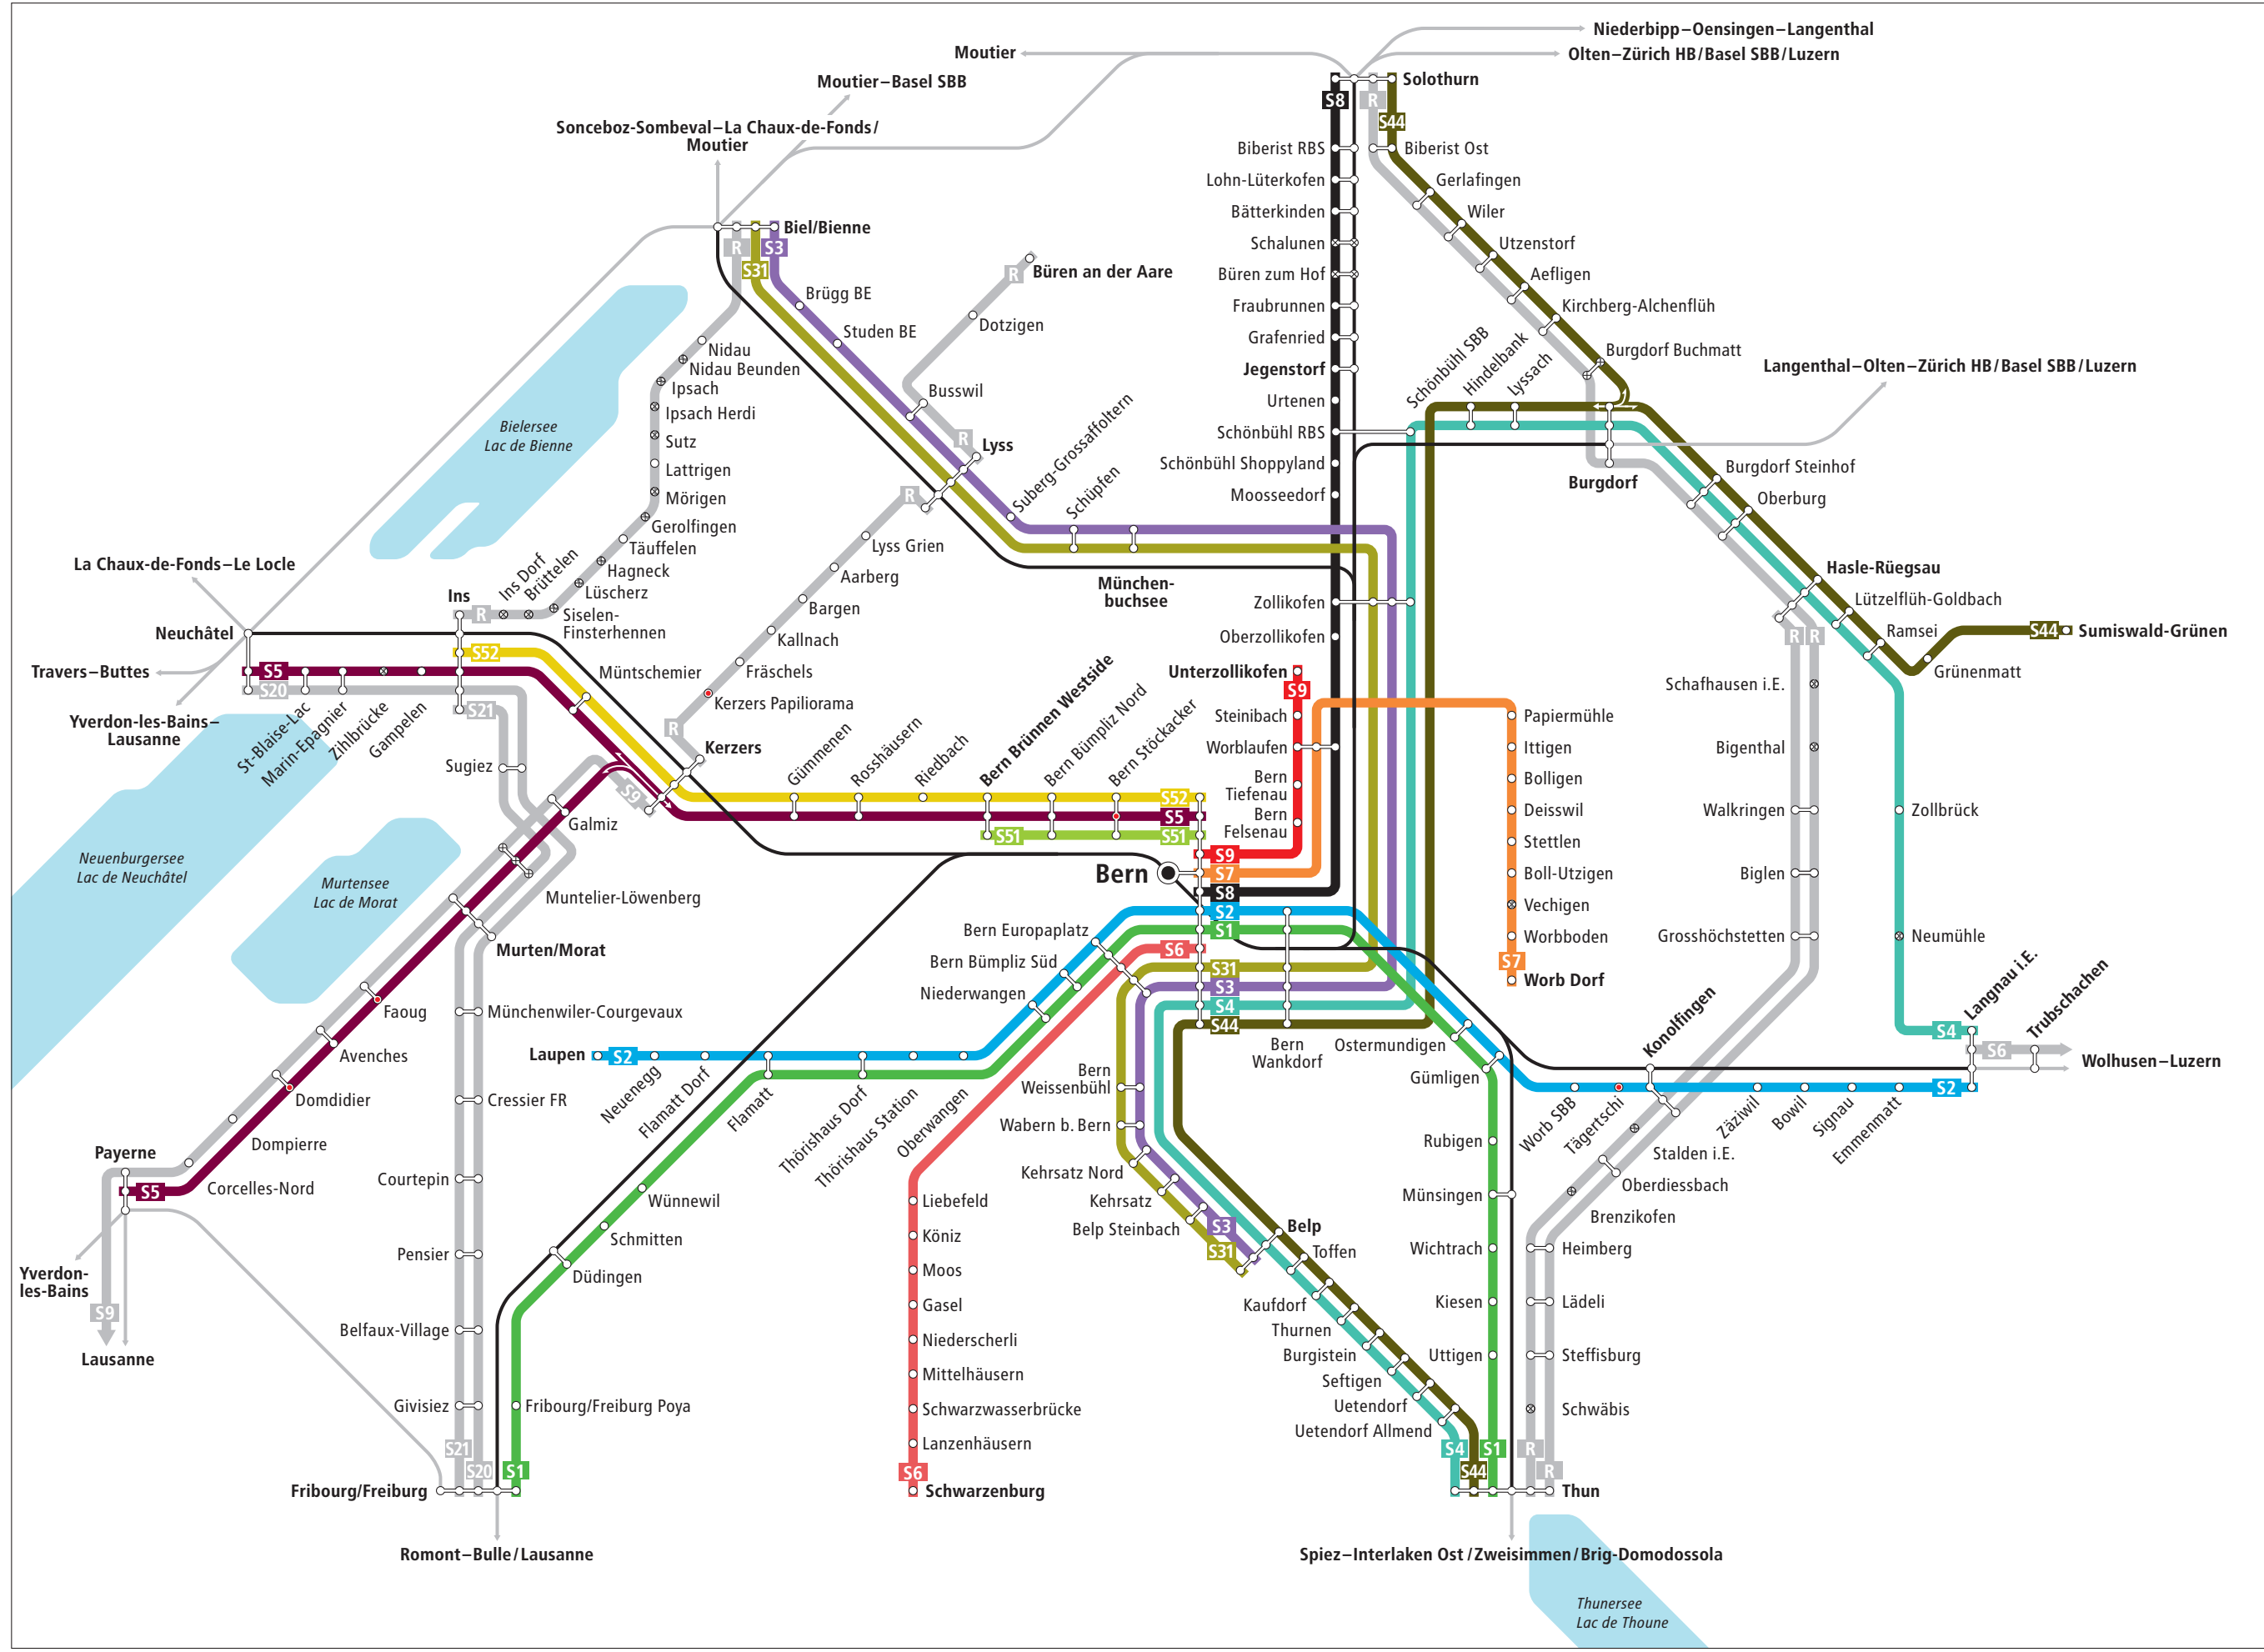 Niederbipp–Oensingen–Langenthal
Moutier
Olten–Zürich HB/Basel SBB/Luzern
Moutier–Basel SBB
Solothurn
S8
R
S44
Sonceboz-Sombeval–La Chaux-de-Fonds/
Moutier
Biberist RBS
Biberist Ost
Lohn-Lüterkofen
Gerlafingen
Bätterkinden
Wiler
Biel/Bienne
Schalunen
Utzenstorf
R
S3
S31
Büren zum Hof
Aefligen
R
Büren an der Aare
Brügg BE
Fraubrunnen
Kirchberg-Alchenflüh
Studen BE
Dotzigen
Grafenried
Burgdorf Buchmatt
Nidau
Nidau Beunden
Jegenstorf
Schönbühl SBB
Hindelbank
Lyssach
Langenthal–Olten–Zürich HB/Basel SBB/Luzern
Ipsach
Busswil
Urtenen
Ipsach Herdi
Bielersee
Lac de Bienne
Sutz
R
Lyss
Suberg-Grossaffoltern
Schönbühl RBS
Lattrigen
Schüpfen
Schönbühl Shoppyland
Burgdorf
Burgdorf Steinhof
Mörigen
R
Moosseedorf
Oberburg
Gerolfingen
Täuffelen
Lyss Grien
La Chaux-de-Fonds–Le Locle
Ins
Ins Dorf
Brüttelen
Hagneck
Aarberg
München-
buchsee
Hasle-Rüegsau
Lüscherz
Bargen
Zollikofen
Lützelflüh-Goldbach
R
Siselen-
Finsterhennen
Kallnach
Oberzollikofen
R
R
Ramsei
S44
Sumiswald-Grünen
Neuchâtel
S52
Müntschemier
Fräschels
Unterzollikofen
Grünenmatt
Travers–Buttes
S5
S20
S21
Kerzers Papiliorama
S9
Schafhausen i.E.
Yverdon-les-Bains–
Lausanne
St-Blaise-Lac
Marin-Epagnier
Zihlbrücke
Gampelen
R
Kerzers
Gümmenen
Rosshäusern
Riedbach
Bern Brünnen Westside
Bern Bümpliz Nord
Bern Stöckacker
Steinibach
Papiermühle
Worblaufen
Ittigen
Bigenthal
Sugiez
Bern
Tiefenau
Bolligen
S9
S52
Deisswil
Walkringen
Zollbrück
Galmiz
S5
Bern
Felsenau
S51
S51
Stettlen
Neuenburgersee
Lac de Neuchâtel
S9
Murtensee
Lac de Morat
Bern
S7
Boll-Utzigen
Biglen
Muntelier-Löwenberg
S8
Vechigen
S2
Bern Europaplatz
S1
Worbboden
Grosshöchstetten
Neumühle
Murten/Morat
S6
Bern Bümpliz Süd
S31
S7
Langnau i.E.
Trubschachen
Niederwangen
S3
Worb Dorf
Faoug
Münchenwiler-Courgevaux
S4
Konolfingen
S4
S44
Avenches
Laupen
S2
Bern
Wankdorf
Ostermundigen
S6
Wolhusen–Luzern
Bern
Weissenbühl
Gümligen
S2
Domdidier
Cressier FR
Neuenegg
Flamatt Dorf
Flamatt
Thörishaus Dorf
Thörishaus Station
Oberwangen
Wabern b. Bern
Worb SBB
Tägertschi
Zäziwil
Bowil
Signau
Emmenmatt
Dompierre
Rubigen
Stalden i.E.
Payerne
Corcelles-Nord
Courtepin
Kehrsatz Nord
Oberdiessbach
S5
Wünnewil
Liebefeld
Kehrsatz
Münsingen
Brenzikofen
Schmitten
Köniz
Belp Steinbach
S3
Belp
S31
Toffen
Wichtrach
Heimberg
Pensier
Düdingen
Moos
Yverdon-
les-Bains
S9
Gasel
Kaufdorf
Kiesen
Lädeli
Belfaux-Village
Thurnen
Lausanne
Niederscherli
Burgistein
Uttigen
Steffisburg
Mittelhäusern
Seftigen
Givisiez
Fribourg/Freiburg Poya
Schwarzwasserbrücke
Uetendorf
Schwäbis
Uetendorf Allmend
Lanzenhäusern
S21
S20
S1
S6
S4
S44
S1
R
R
Fribourg/Freiburg
Schwarzenburg
Thun
Romont–Bulle/Lausanne
Spiez–Interlaken Ost/Zweisimmen/Brig-Domodossola
Thunersee
Lac de Thoune